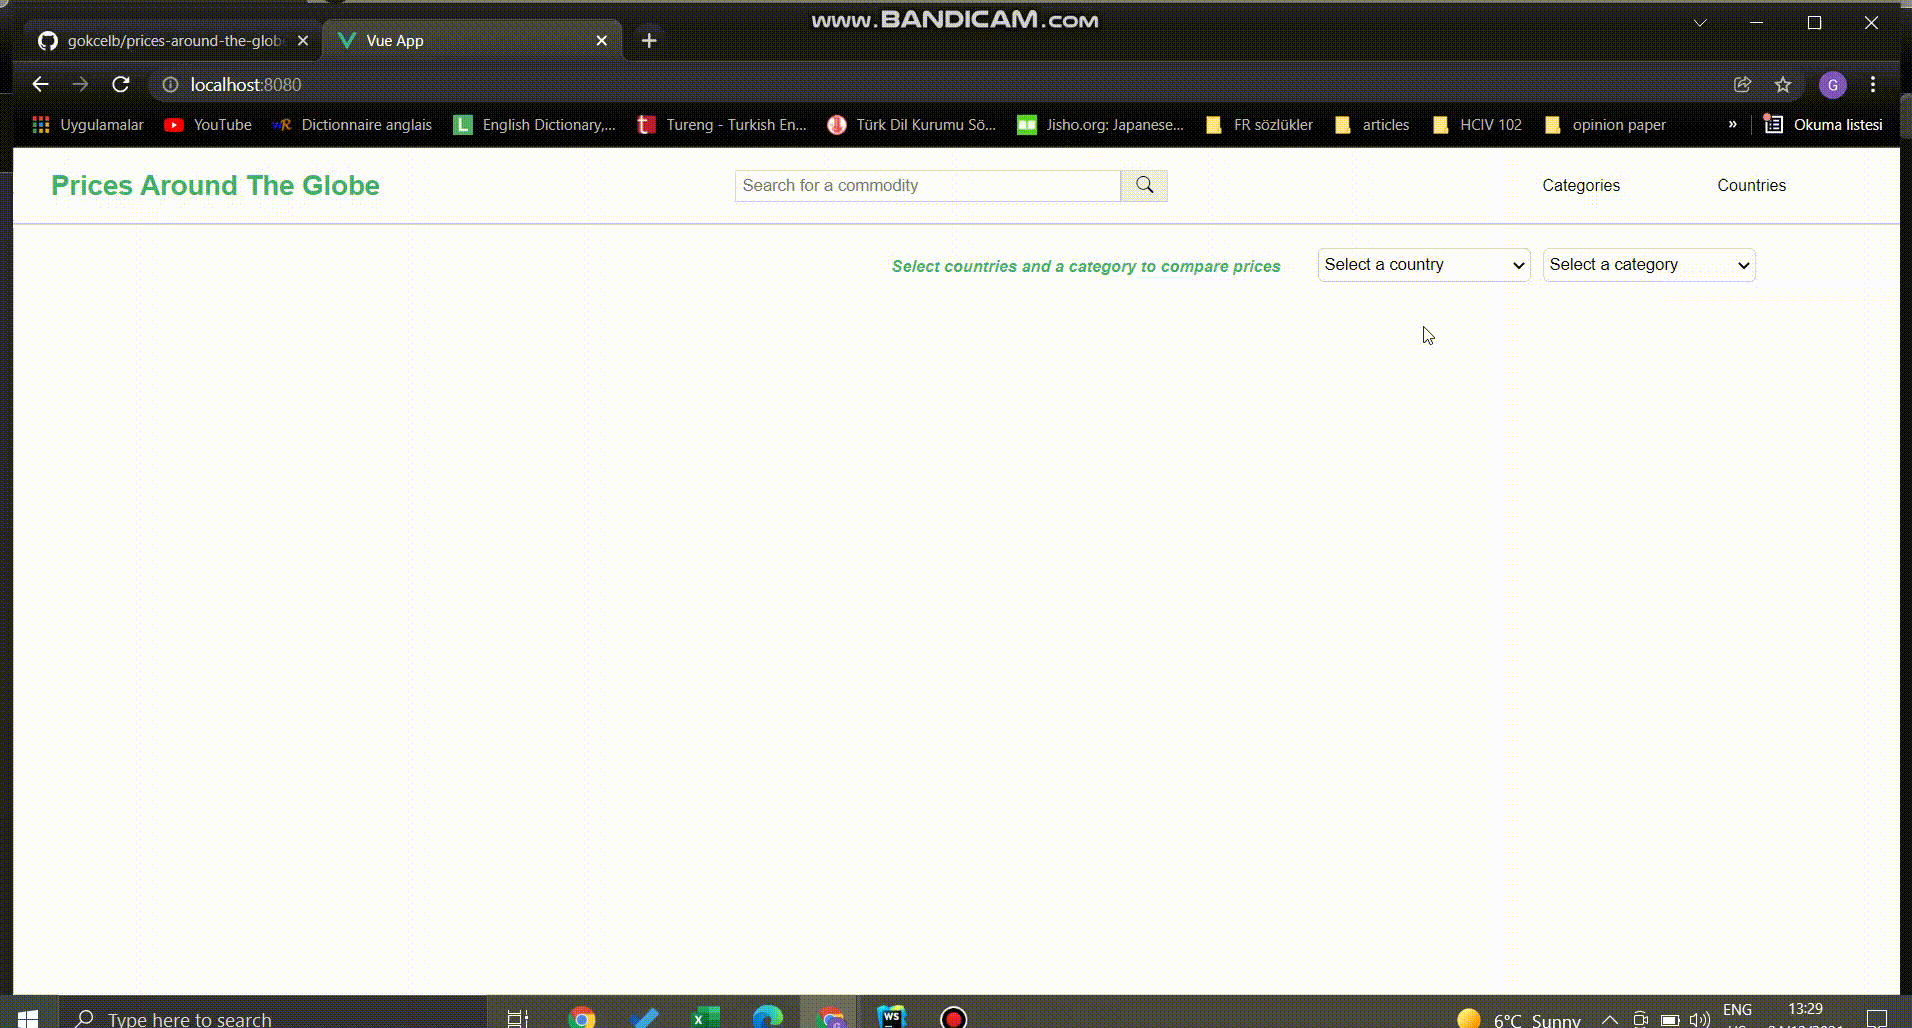 www.BANDICAM.com
gokcelb/prices-around-the-glob
Vue App
localhost:8080
G
Uygulamalar
YouTube
Dictionnaire anglais
English Dictionary,...
Tureng - Turkish En...
Türk Dil Kurumu Sö...
Jisho.org: Japanese...
FR sözlükler
articles
HCIV 102
opinion paper
»
Okuma listesi
Prices Around The Globe
Search for a commodity
Categories
Countries
Select countries and a category to compare prices
Select a country
Select a category
Type here to search
6°C Sunny
ENG
13:29